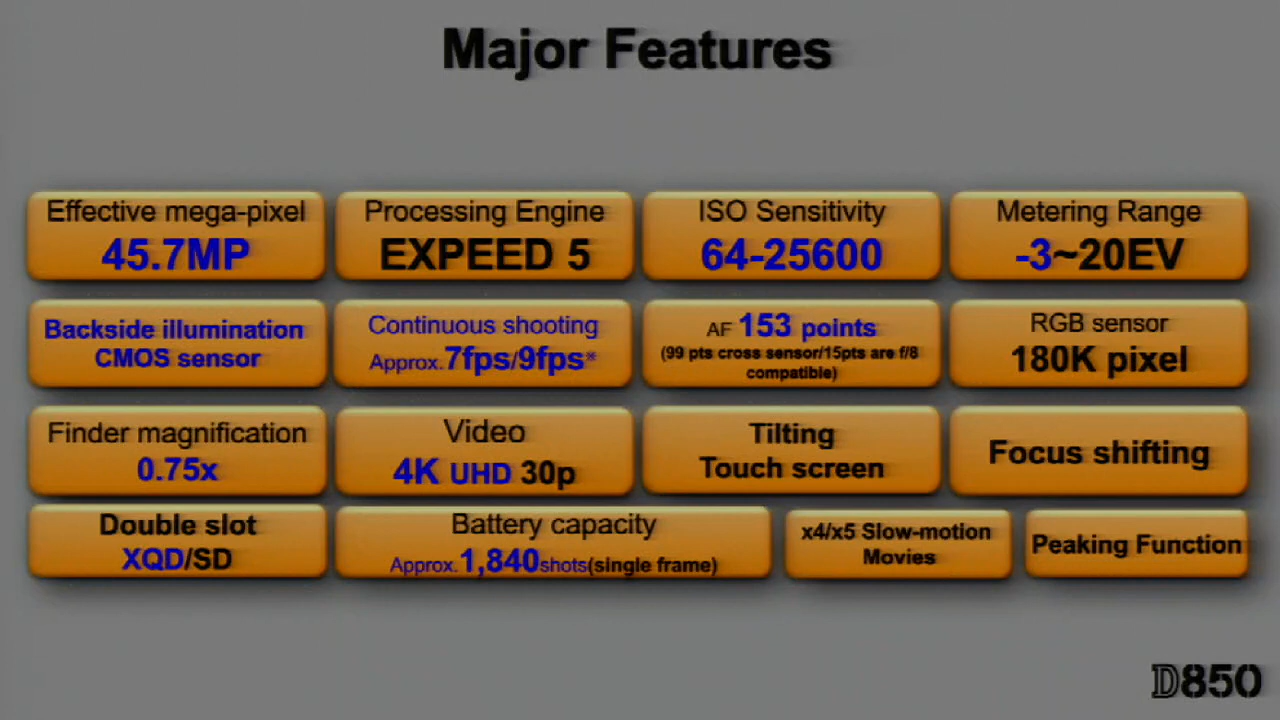 Major Features
Effective mega-pixel
45.7MP
Processing Engine
EXPEED 5
ISO Sensitivity
64-25600
Metering Range
-3~20EV
Backside illumination
CMOS sensor
Continuous shooting
Approx.7fps/9fps※
AF 153 points
(99 pts cross sensor/15pts are f/8
compatible)
RGB sensor
180K pixel
Finder magnification
0.75x
Video
4K UHD 30p
Tilting
Touch screen
Focus shifting
Double slot
XQD/SD
Battery capacity
Approx.1,840shots(single frame)
x4/x5 Slow-motion
Movies
Peaking Function
D850